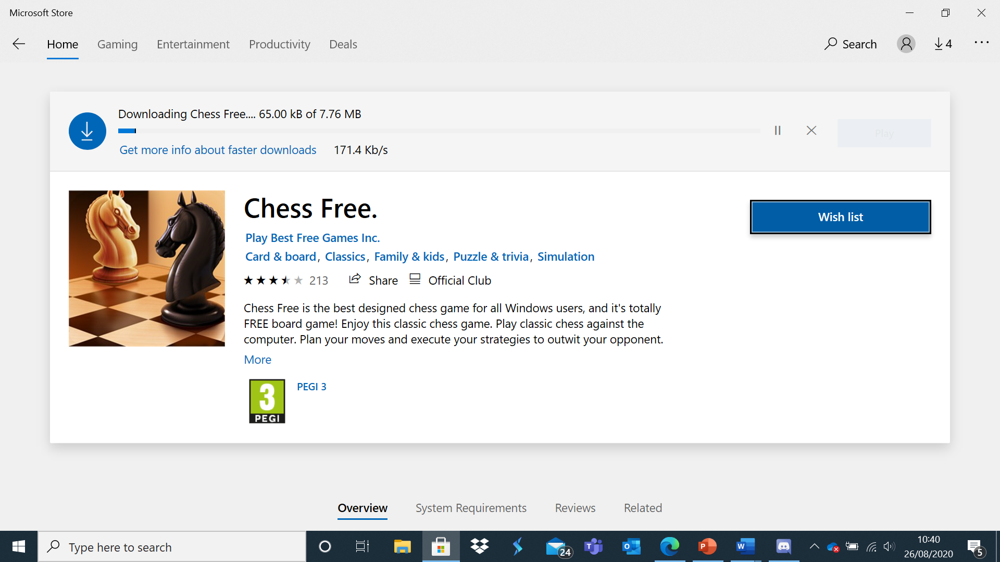 Microsoft Store
Home Gaming Entertainment Productivity Deals Search 4
Downloading Chess Free.... 65.00 kB of 7.76 MB
Play
Get more info about faster downloads 171.4 Kb/s
Chess Free.
Wish list
Play Best Free Games Inc.
Card & board, Classics, Family & kids, Puzzle & trivia, Simulation
213 Share Official Club
Chess Free is the best designed chess game for all Windows users, and it's totally
FREE board game! Enjoy this classic chess game. Play classic chess against the
computer. Plan your moves and execute your strategies to outwit your opponent.
More
3
PEGI
PEGI 3
Overview System Requirements Reviews Related
Type here to search
24
T
O
P
W
10:40
26/08/2020
5